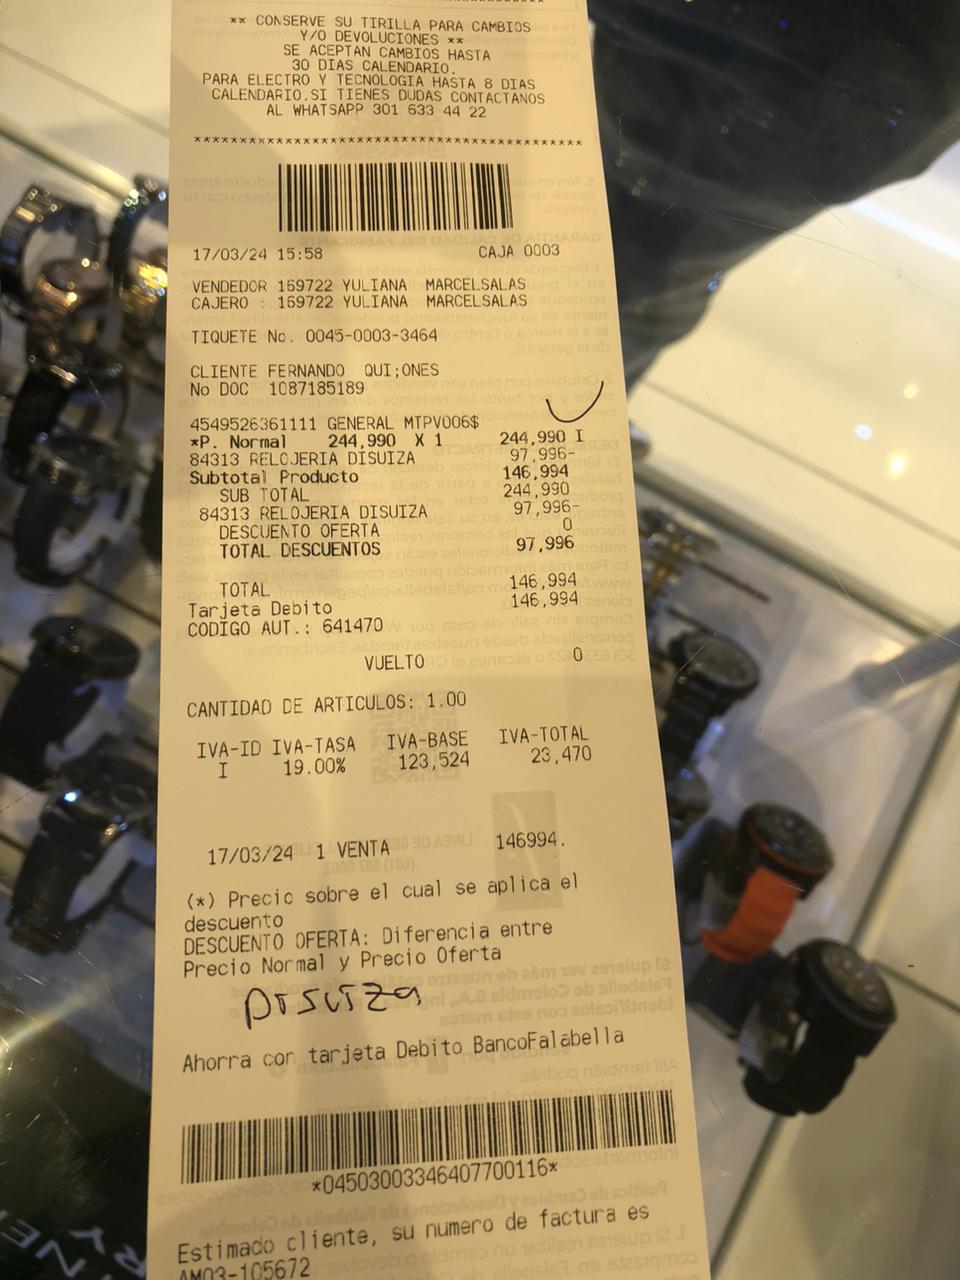 ** CONSERVE SU TIRILLA PARA CAMBIOS
Y/O DEVOLUCIONES **
SE ACEPTAN CAMBIOS HASTA
30 DIAS CALENDARIO.
PARA ELECTRO Y TECNOLOGIA HASTA 8 DIAS
CALENDARIO.SI TIENES DUDAS CONTACTANOS
AL WHATSAPP 301 633 44 22
******************************************
17/03/24 15:58 CAJA 0003
VENDEDOR 169722 YULIANA MARCELSALAS
CAJERO : 169722 YULIANA MARCELSALAS
TIQUETE No. 0045-0003-3464
CLIENTE FERNANDO QUI;ONES
No DOC 1087185189
4549526361111 GENERAL MTPV006$
*P. Normal 244,990 X 1 244,990 I
84313 RELOJERIA DISUIZA 97,996-
Subtotal Producto 146,994
SUB TOTAL 244,990
84313 RELOJERIA DISUIZA 97,996-
DESCUENTO OFERTA 0
TOTAL DESCUENTOS 97,996
TOTAL 146,994
Tarjeta Debito 146,994
CODIGO AUT.: 641470
VUELTO 0
CANTIDAD DE ARTICULOS: 1.00
IVA-ID IVA-TASA IVA-BASE IVA-TOTAL
I 19.00% 123,524 23,470
17/03/24 1 VENTA 146994.
(*) Precio sobre el cual se aplica el
descuento
DESCUENTO OFERTA: Diferencia entre
Precio Normal y Precio Oferta
DISUIZA
Ahorra con tarjeta Debito BancoFalabella
*04503003346407700116*
Estimado cliente, su numero de factura es
AM03-105672